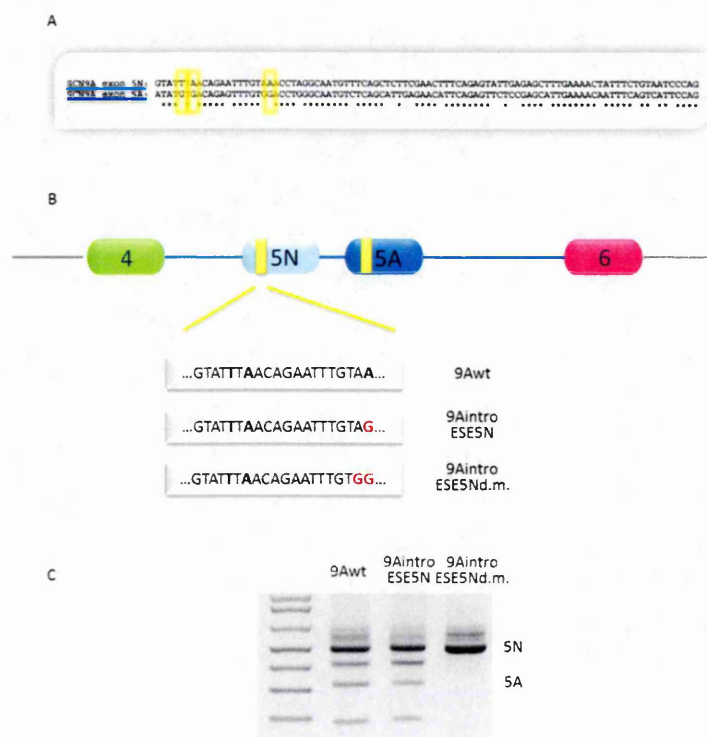 A
SCN9A exon 5N: GTATTTAACAGAATTTGTAAACCTAGGCAATGTTTCAGCTCTTCGAACTTTCAGAGTATTGAGAGCTTTGAAAACTATTTCTGTAATCCCAG
SCN9A exon 5A: ATATGTGACAGAGTTTGTGGACCTGGGCAATGTCTCAGCATTGAGAACATTCAGAGTTCTCCGAGCATTGAAAACAATTTCAGTCATTCCAG
B
4 5N 5A 6
...GTATTTAACAGAATTTGTAA... 9Awt
...GTATTTAACAGAATTTGTAG... 9Aintro
ESE5N
...GTATTTAACAGAATTTGTGG... 9Aintro
ESE5Nd.m.
C
9Awt 9Aintro 9Aintro
ESE5N ESE5Nd.m.
5N
5A